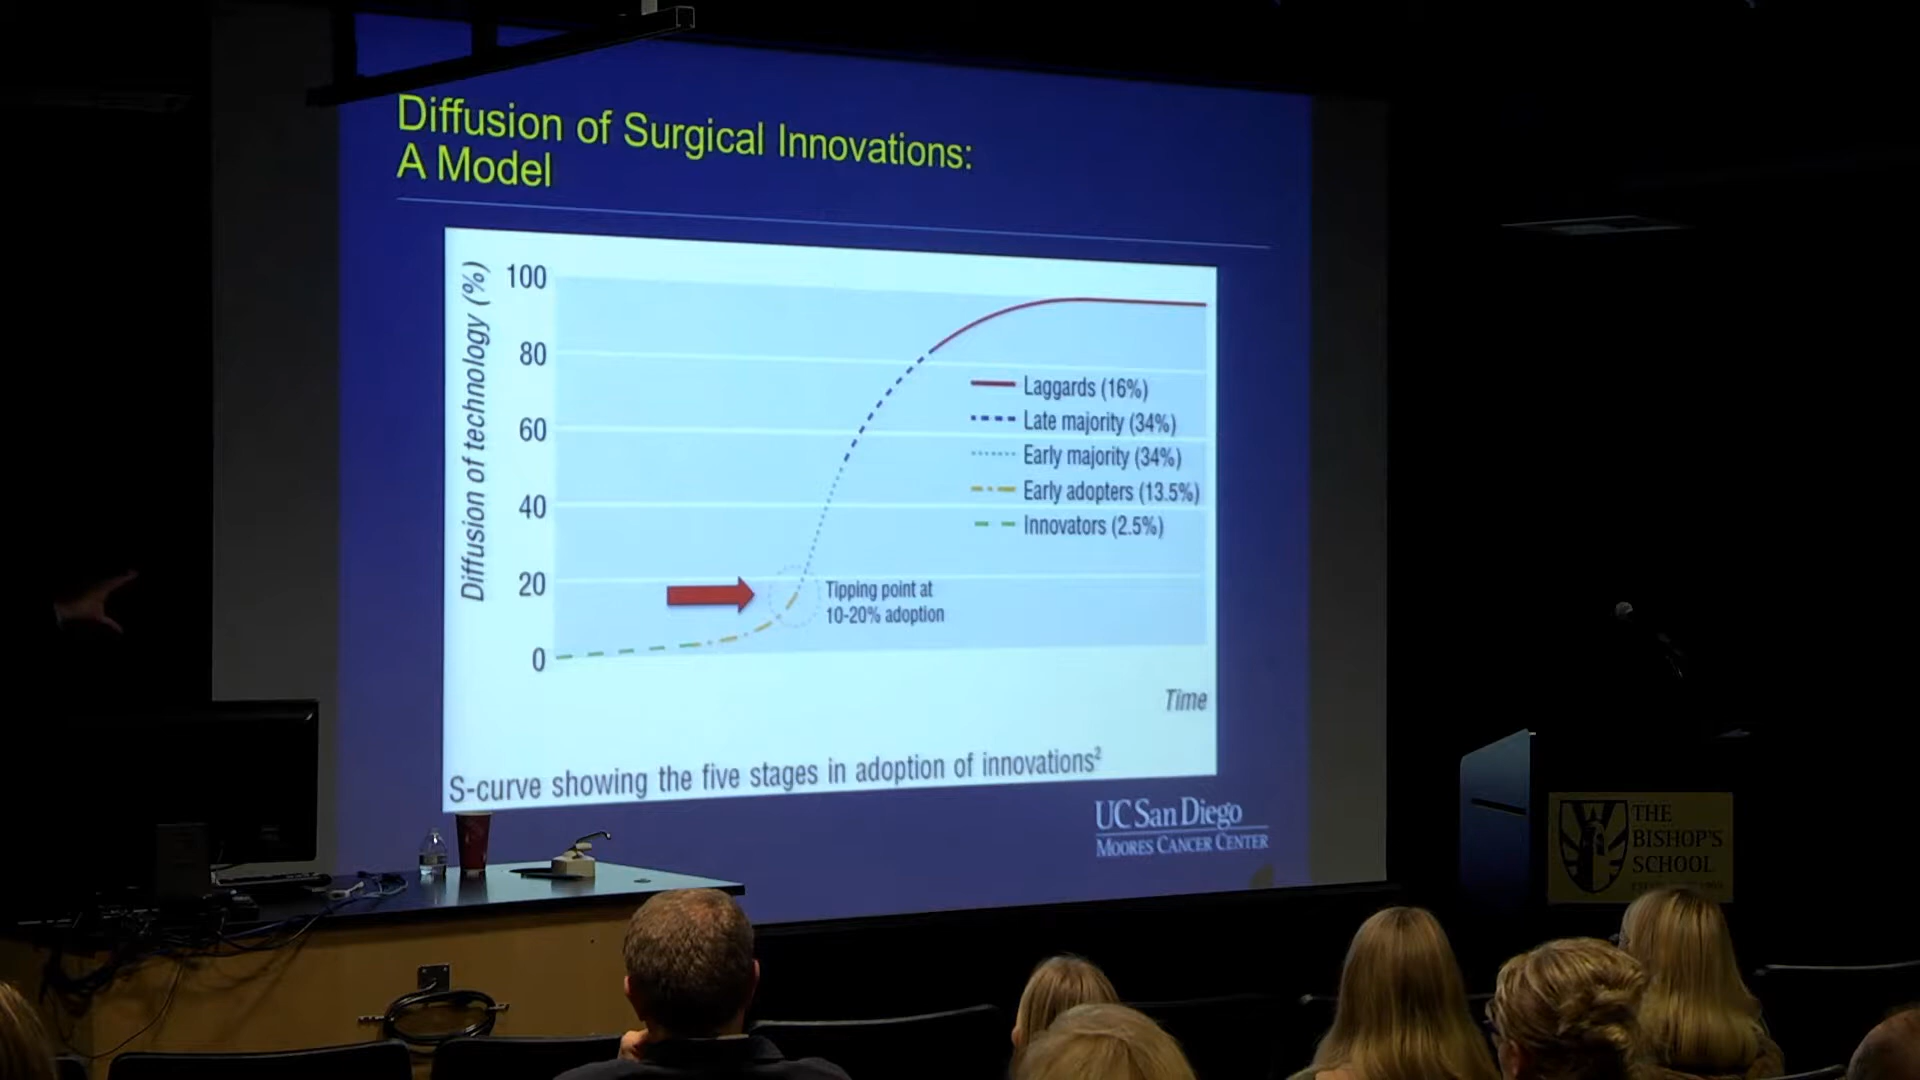 Diffusion of Surgical Innovations:
A Model
Diffusion of technology (%)
100
80
60
40
20
0
Laggards (16%)
Late majority (34%)
Early majority (34%)
Early adopters (13.5%)
Innovators (2.5%)
Tipping point at
10-20% adoption
Time
S-curve showing the five stages in adoption of innovations²
UC San Diego
MOORES CANCER CENTER
THE
BISHOP'S
SCHOOL